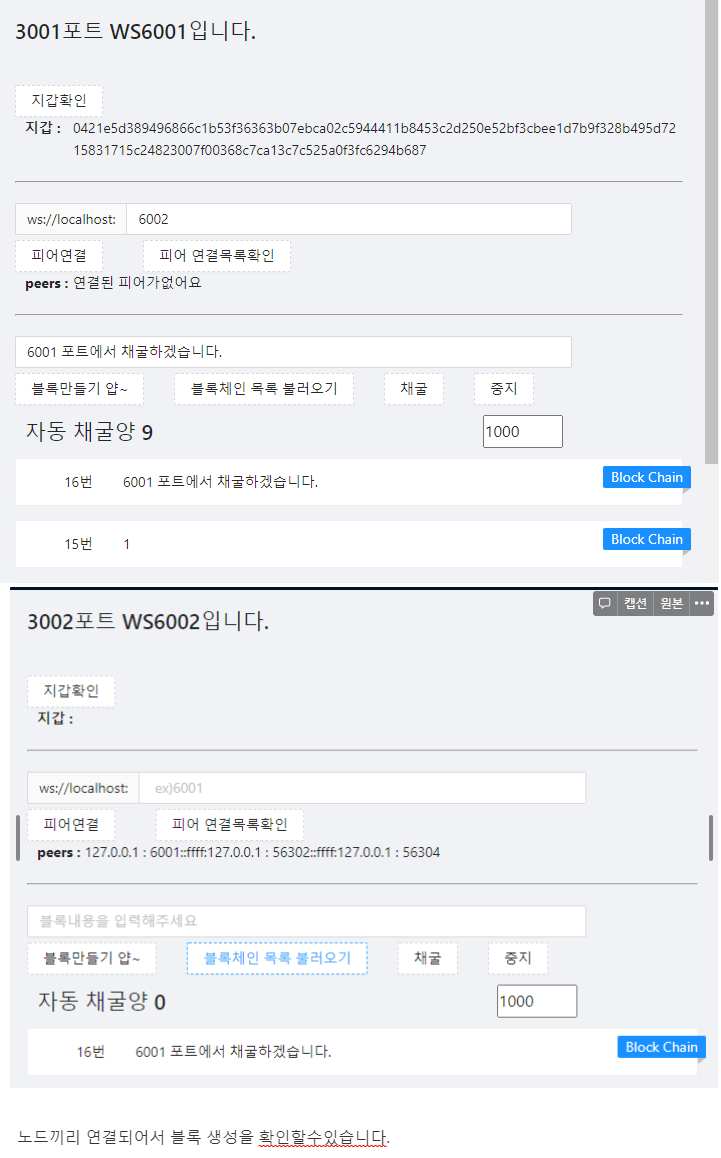 3001포트 WS6001입니다.
지갑확인
지갑 : 0421e5d389496866c1b53f36363b07ebca02c5944411b8453c2d250e52bf3cbee1d7b9f328b495d72
15831715c24823007f00368c7ca13c7c525a0f3fc6294b687
ws://localhost: 6002
피어연결 피어 연결목록확인
peers : 연결된 피어가없어요
6001 포트에서 채굴하겠습니다.
블록만들기 얍~ 블록체인 목록 불러오기 채굴 중지
자동 채굴양 9 1000
16번 6001 포트에서 채굴하겠습니다. Block Chain
15번 1 Block Chain
캡션 원본 •••
3002포트 WS6002입니다.
지갑확인
지갑 :
ws://localhost: ex)6001
피어연결 피어 연결목록확인
peers : 127.0.0.1 : 6001::ffff:127.0.0.1 : 56302::ffff:127.0.0.1 : 56304
블록내용을 입력해주세요
블록만들기 얍~ 블록체인 목록 불러오기 채굴 중지
자동 채굴양 0 1000
16번 6001 포트에서 채굴하겠습니다. Block Chain
노드끼리 연결되어서 블록 생성을 확인할수있습니다.